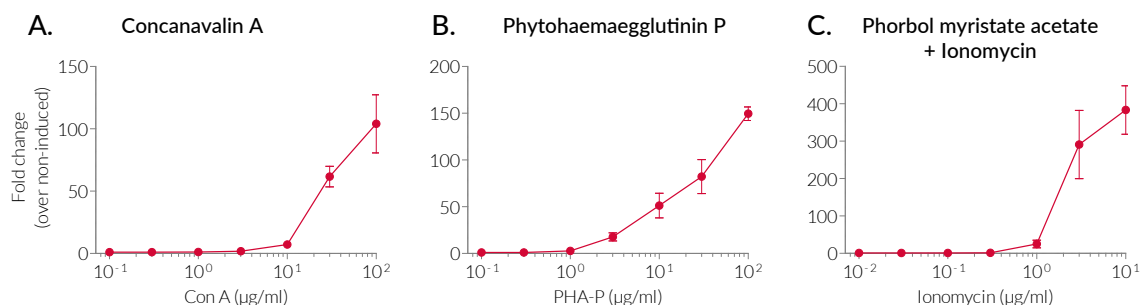 A. Concanavalin A
B. Phytohaemaegglutinin P
C. Phorbol myristate acetate
+ Ionomycin
Fold change
(over non-induced)
150
100
50
0
10⁻¹ 10⁰ 10¹ 10²
Con A (µg/ml)
200
150
100
50
0
10⁻¹ 10⁰ 10¹ 10²
PHA-P (µg/ml)
500
400
300
200
100
0
10⁻² 10⁻¹ 10⁰ 10¹
Ionomycin (µg/ml)